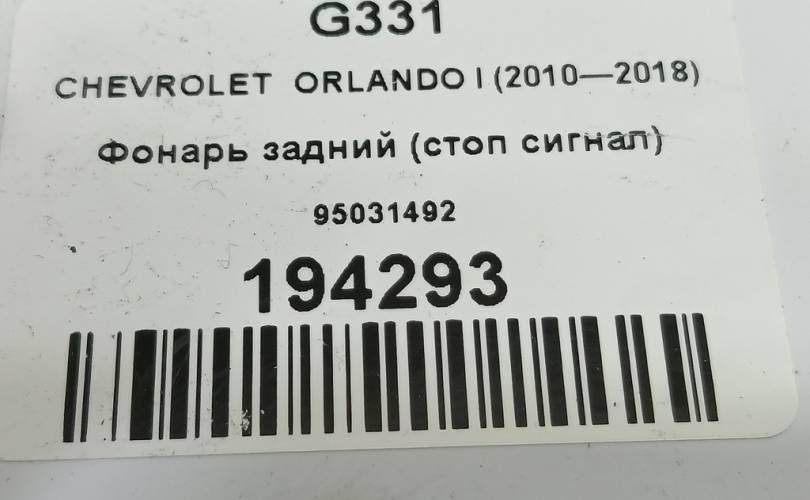 G331
CHEVROLET ORLANDO I (2010—2018)
Фонарь задний (стоп сигнал)
95031492
194293